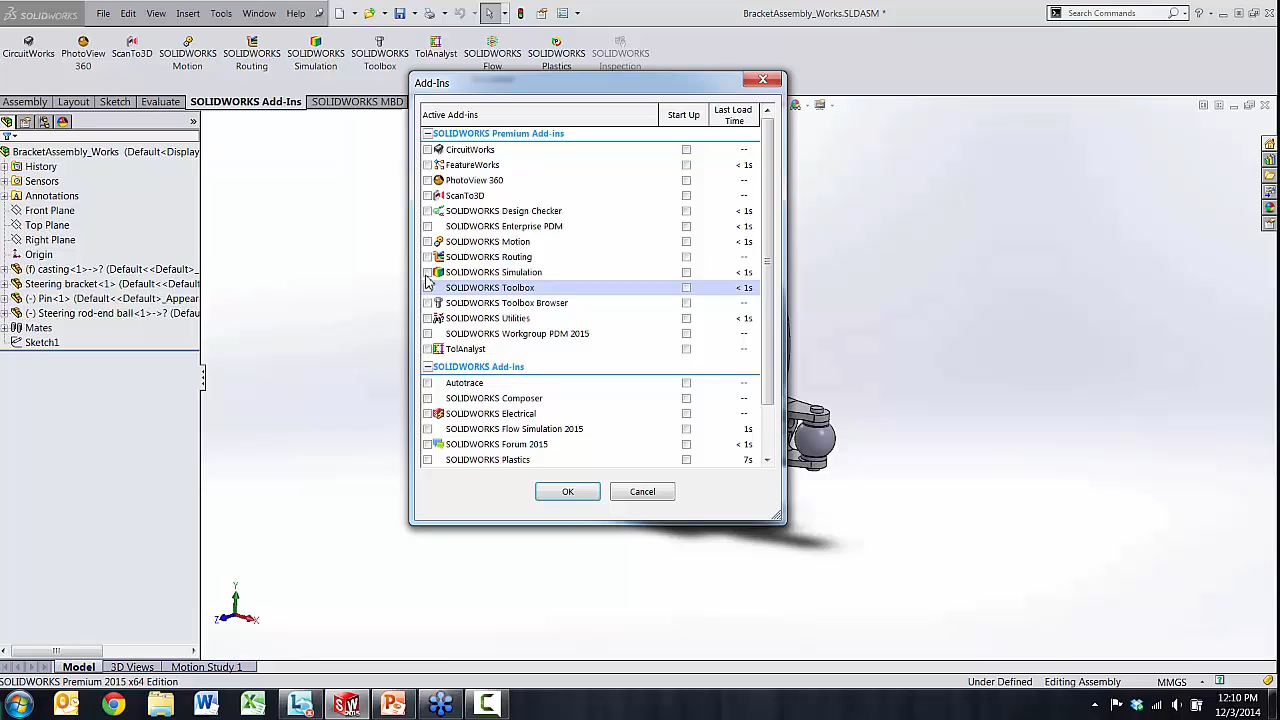 SOLIDWORKS File Edit View Insert Tools Window Help BracketAssembly_Works.SLDASM * Search Commands
CircuitWorks PhotoView 360 ScanTo3D SOLIDWORKS Motion SOLIDWORKS Routing SOLIDWORKS Simulation SOLIDWORKS Toolbox TolAnalyst SOLIDWORKS Flow SOLIDWORKS Plastics SOLIDWORKS Inspection
Assembly Layout Sketch Evaluate SOLIDWORKS Add-Ins SOLIDWORKS MBD
BracketAssembly_Works (Default<Display
History
Sensors
Annotations
Front Plane
Top Plane
Right Plane
Origin
(f) casting<1>->? (Default<<Default>_
Steering bracket<1> (Default<<Default
(-) Pin<1> (Default<<Default>_Appear
(-) Steering rod-end ball<1>-> (Defau
Mates
Sketch1
Add-Ins
Active Add-ins Start Up Last Load Time
SOLIDWORKS Premium Add-ins
CircuitWorks --
FeatureWorks < 1s
PhotoView 360 --
ScanTo3D --
SOLIDWORKS Design Checker < 1s
SOLIDWORKS Enterprise PDM < 1s
SOLIDWORKS Motion < 1s
SOLIDWORKS Routing --
SOLIDWORKS Simulation < 1s
SOLIDWORKS Toolbox < 1s
SOLIDWORKS Toolbox Browser --
SOLIDWORKS Utilities < 1s
SOLIDWORKS Workgroup PDM 2015 --
TolAnalyst --
SOLIDWORKS Add-ins
Autotrace --
SOLIDWORKS Composer --
SOLIDWORKS Electrical --
SOLIDWORKS Flow Simulation 2015 1s
SOLIDWORKS Forum 2015 < 1s
SOLIDWORKS Plastics 7s
OK Cancel
Y
Z X
Model 3D Views Motion Study 1
SOLIDWORKS Premium 2015 x64 Edition Under Defined Editing Assembly MMGS
12:10 PM
12/3/2014